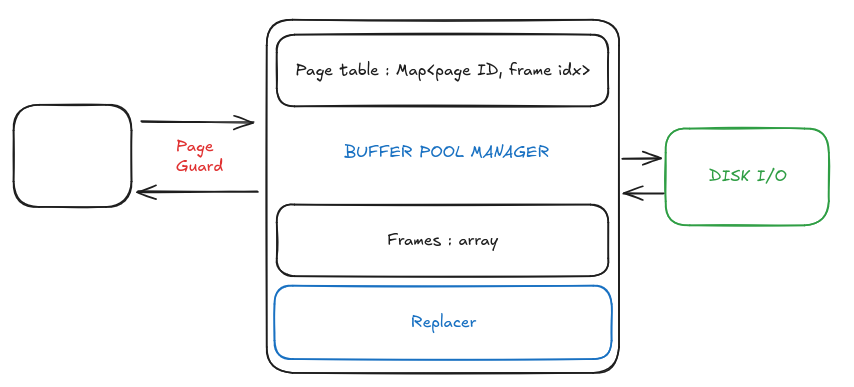 Page table : Map<page ID, frame idx>
Page
Guard
BUFFER POOL MANAGER
DISK I/O
Frames : array
Replacer